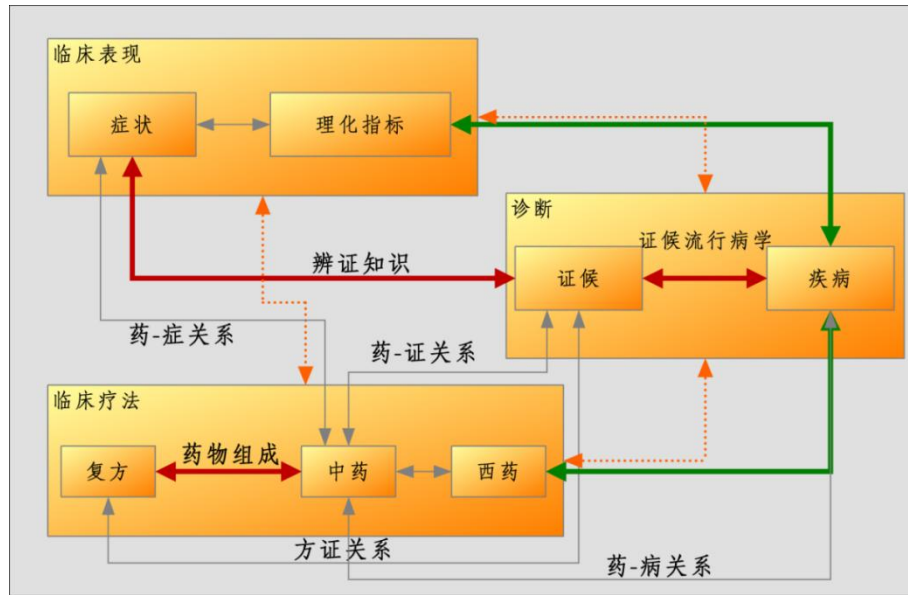 临床表现
症状
理化指标
诊断
证候流行病学
辨证知识
证候
疾病
药-症关系
药-证关系
临床疗法
药物组成
复方
中药
西药
方证关系
药-病关系